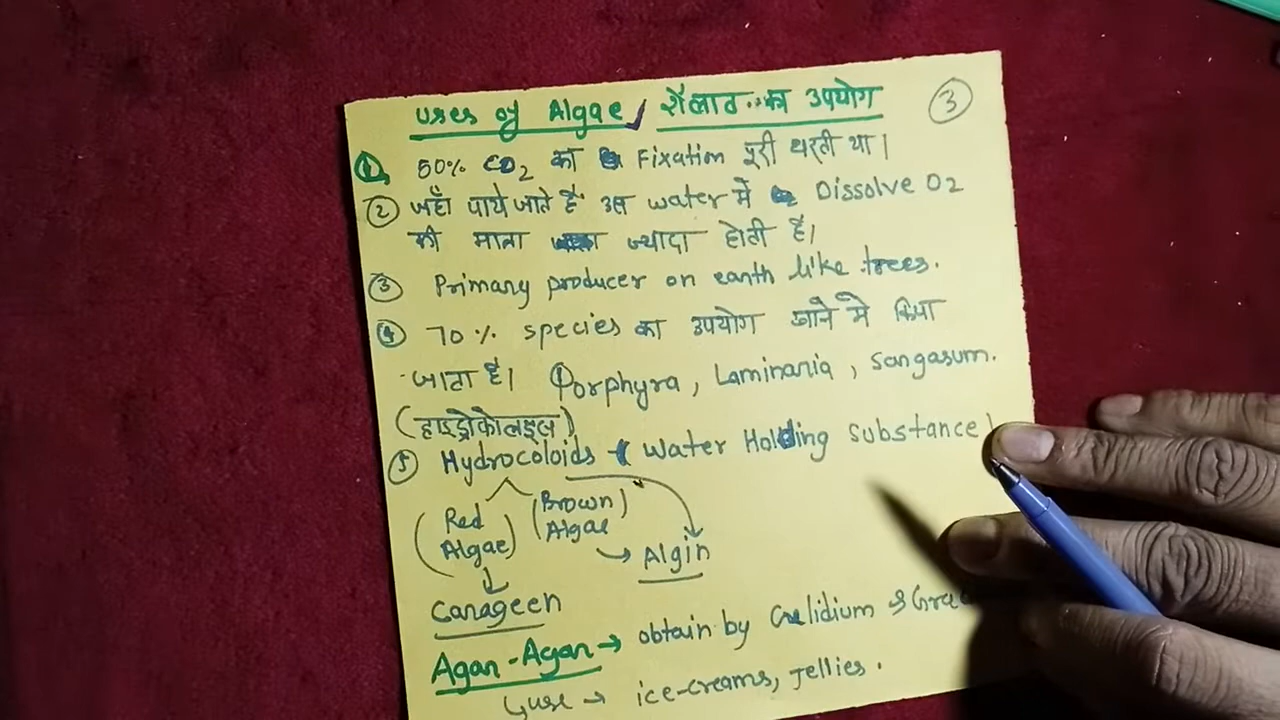 Uses of Algae / शैलाव का उपयोग
3
① 50% CO2 का Fixation पूरी धरती या।
② जहाँ पाये जाते है उस water में Dissolve O2
की मात्रा ज्यादा होती है।
③ Primary producer on earth like trees.
④ 70% species का उपयोग खाने मे किया
जाता है। Porphyra, Laminaria, Sargasum.
(हाइड्रोकोलइल)
⑤ Hydrocoloids - (Water Holding Substance)
(Red Algae) (Brown) Algae
→ Algin
Carageen
Agar-Agar → obtain by Gelidium &
use → ice-creams, Jellies.